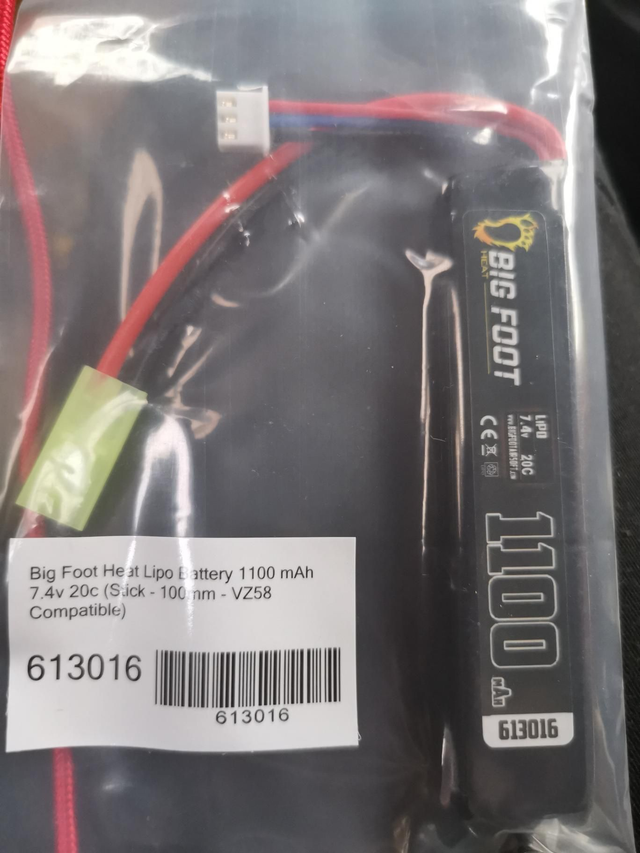 BIG FOOT
HEAT
LIPO
7.4v 20C
CE
1100
mAh
613016
Big Foot Heat Lipo Battery 1100 mAh
7.4v 20c (Stick - 100mm - VZ58
Compatible)
613016
613016